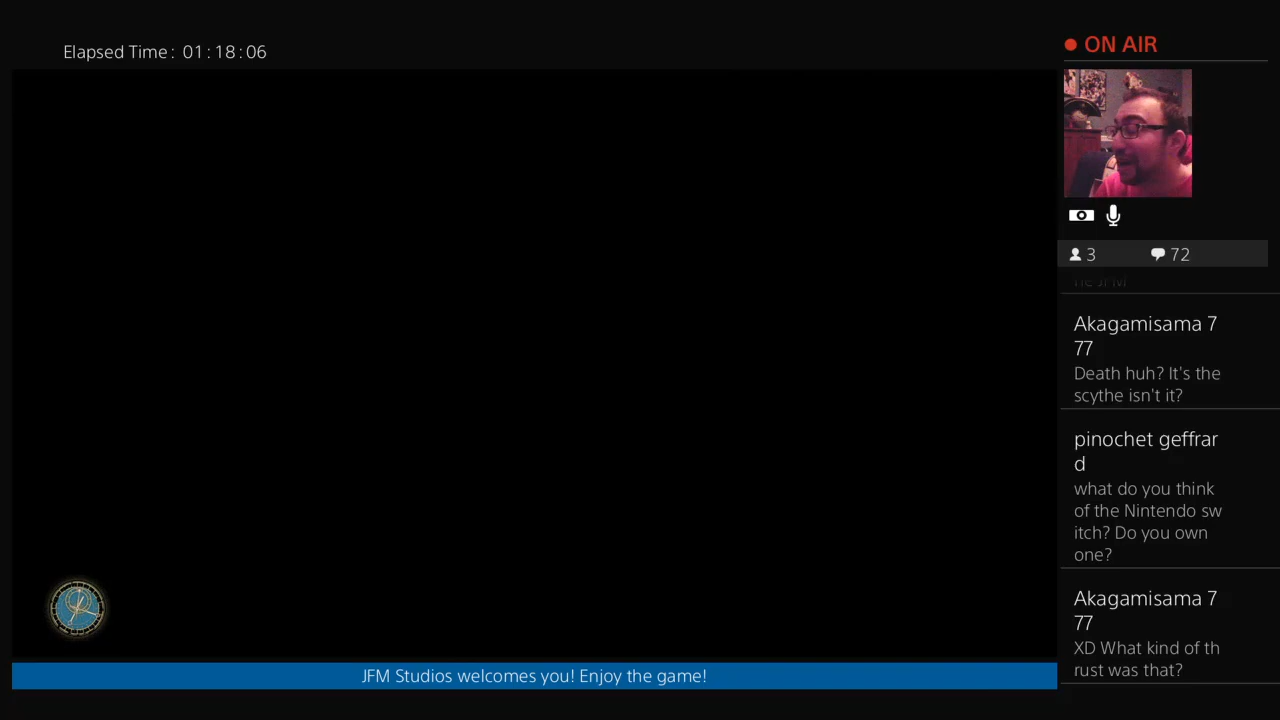 Elapsed Time: 01:18:06
ON AIR
3 72
Akagamisama 7
77
Death huh? It's the
scythe isn't it?
pinochet geffrar
d
what do you think
of the Nintendo sw
itch? Do you own
one?
Akagamisama 7
77
XD What kind of th
rust was that?
JFM Studios welcomes you! Enjoy the game!